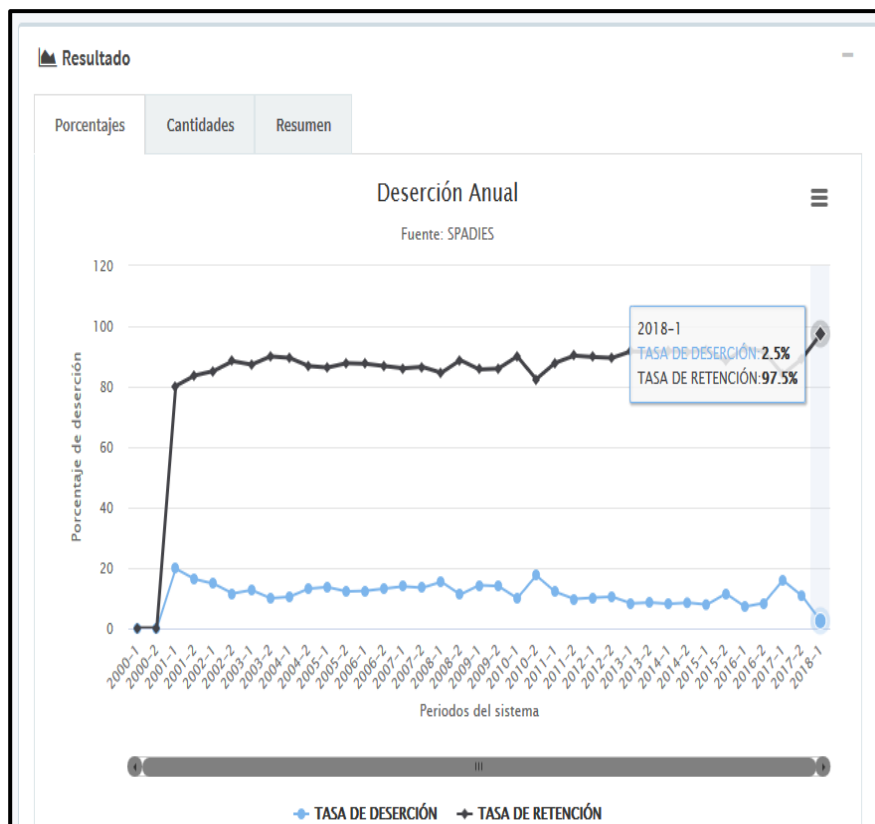 Resultado
Porcentajes Cantidades Resumen
Deserción Anual
Fuente: SPADIES
Porcentaje de deserción
120
100
80
60
40
20
0
2018-1
TASA DE DESERCIÓN:2.5%
TASA DE RETENCIÓN:97.5%
2000-1 2000-2 2001-1 2001-2 2002-1 2002-2 2003-1 2003-2 2004-1 2004-2 2005-1 2005-2 2006-1 2006-2 2007-1 2007-2 2008-1 2008-2 2009-1 2009-2 2010-1 2010-2 2011-1 2011-2 2012-1 2012-2 2013-1 2013-2 2014-1 2014-2 2015-1 2015-2 2016-1 2016-2 2017-1 2017-2 2018-1
Periodos del sistema
TASA DE DESERCIÓN TASA DE RETENCIÓN